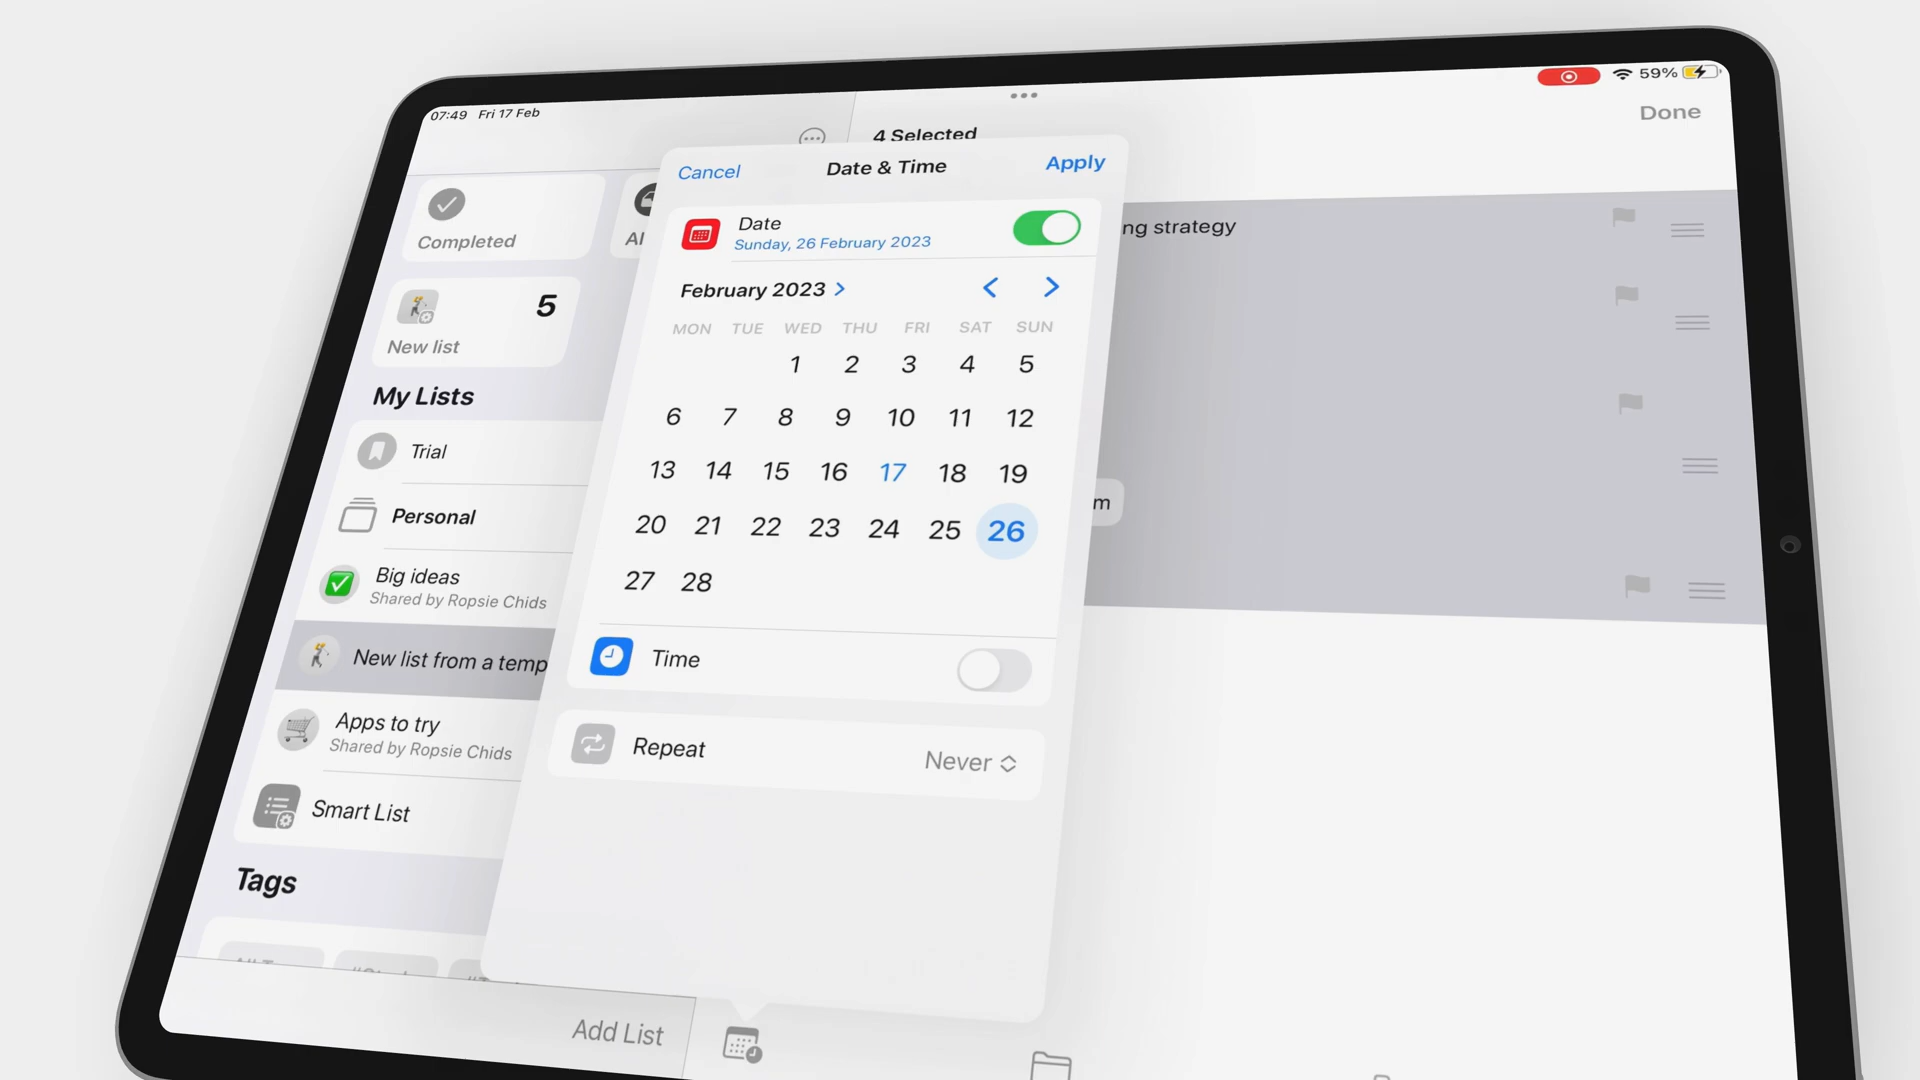 07:49 Fri 17 Feb
59%
Done
4 Selected
Cancel
Date & Time
Apply
Completed
New list
5
My Lists
Trial
Personal
Big ideas
Shared by Ropsie Chids
New list from a temp
Apps to try
Shared by Ropsie Chids
Smart List
Tags
Add List
Date
Sunday, 26 February 2023
February 2023
MON TUE WED THU FRI SAT SUN
1 2 3 4 5
6 7 8 9 10 11 12
13 14 15 16 17 18 19
20 21 22 23 24 25 26
27 28
Time
Repeat
Never
ng strategy
m